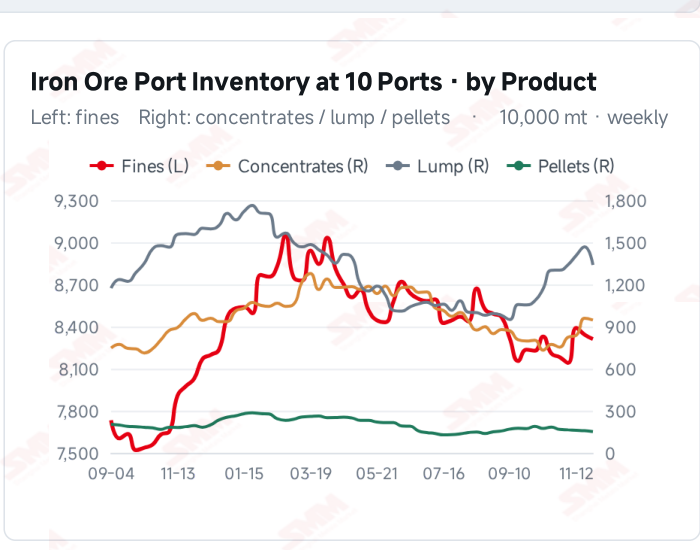 Iron Ore Port Inventory at 10 Ports · by Product
Left: fines Right: concentrates / lump / pellets · 10,000 mt · weekly
Fines (L) Concentrates (R) Lump (R) Pellets (R)
9,300 1,800
9,000 1,500
8,700 1,200
8,400 900
8,100 600
7,800 300
7,500 0
09-04 11-13 01-15 03-19 05-21 07-16 09-10 11-12
SMM